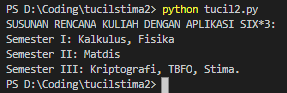 PS D:\Coding\tucilstima2> python tucil2.py
SUSUNAN RENCANA KULIAH DENGAN APLIKASI SIX*3:
Semester I: Kalkulus, Fisika
Semester II: Matdis
Semester III: Kriptografi, TBFO, Stima.
PS D:\Coding\tucilstima2>